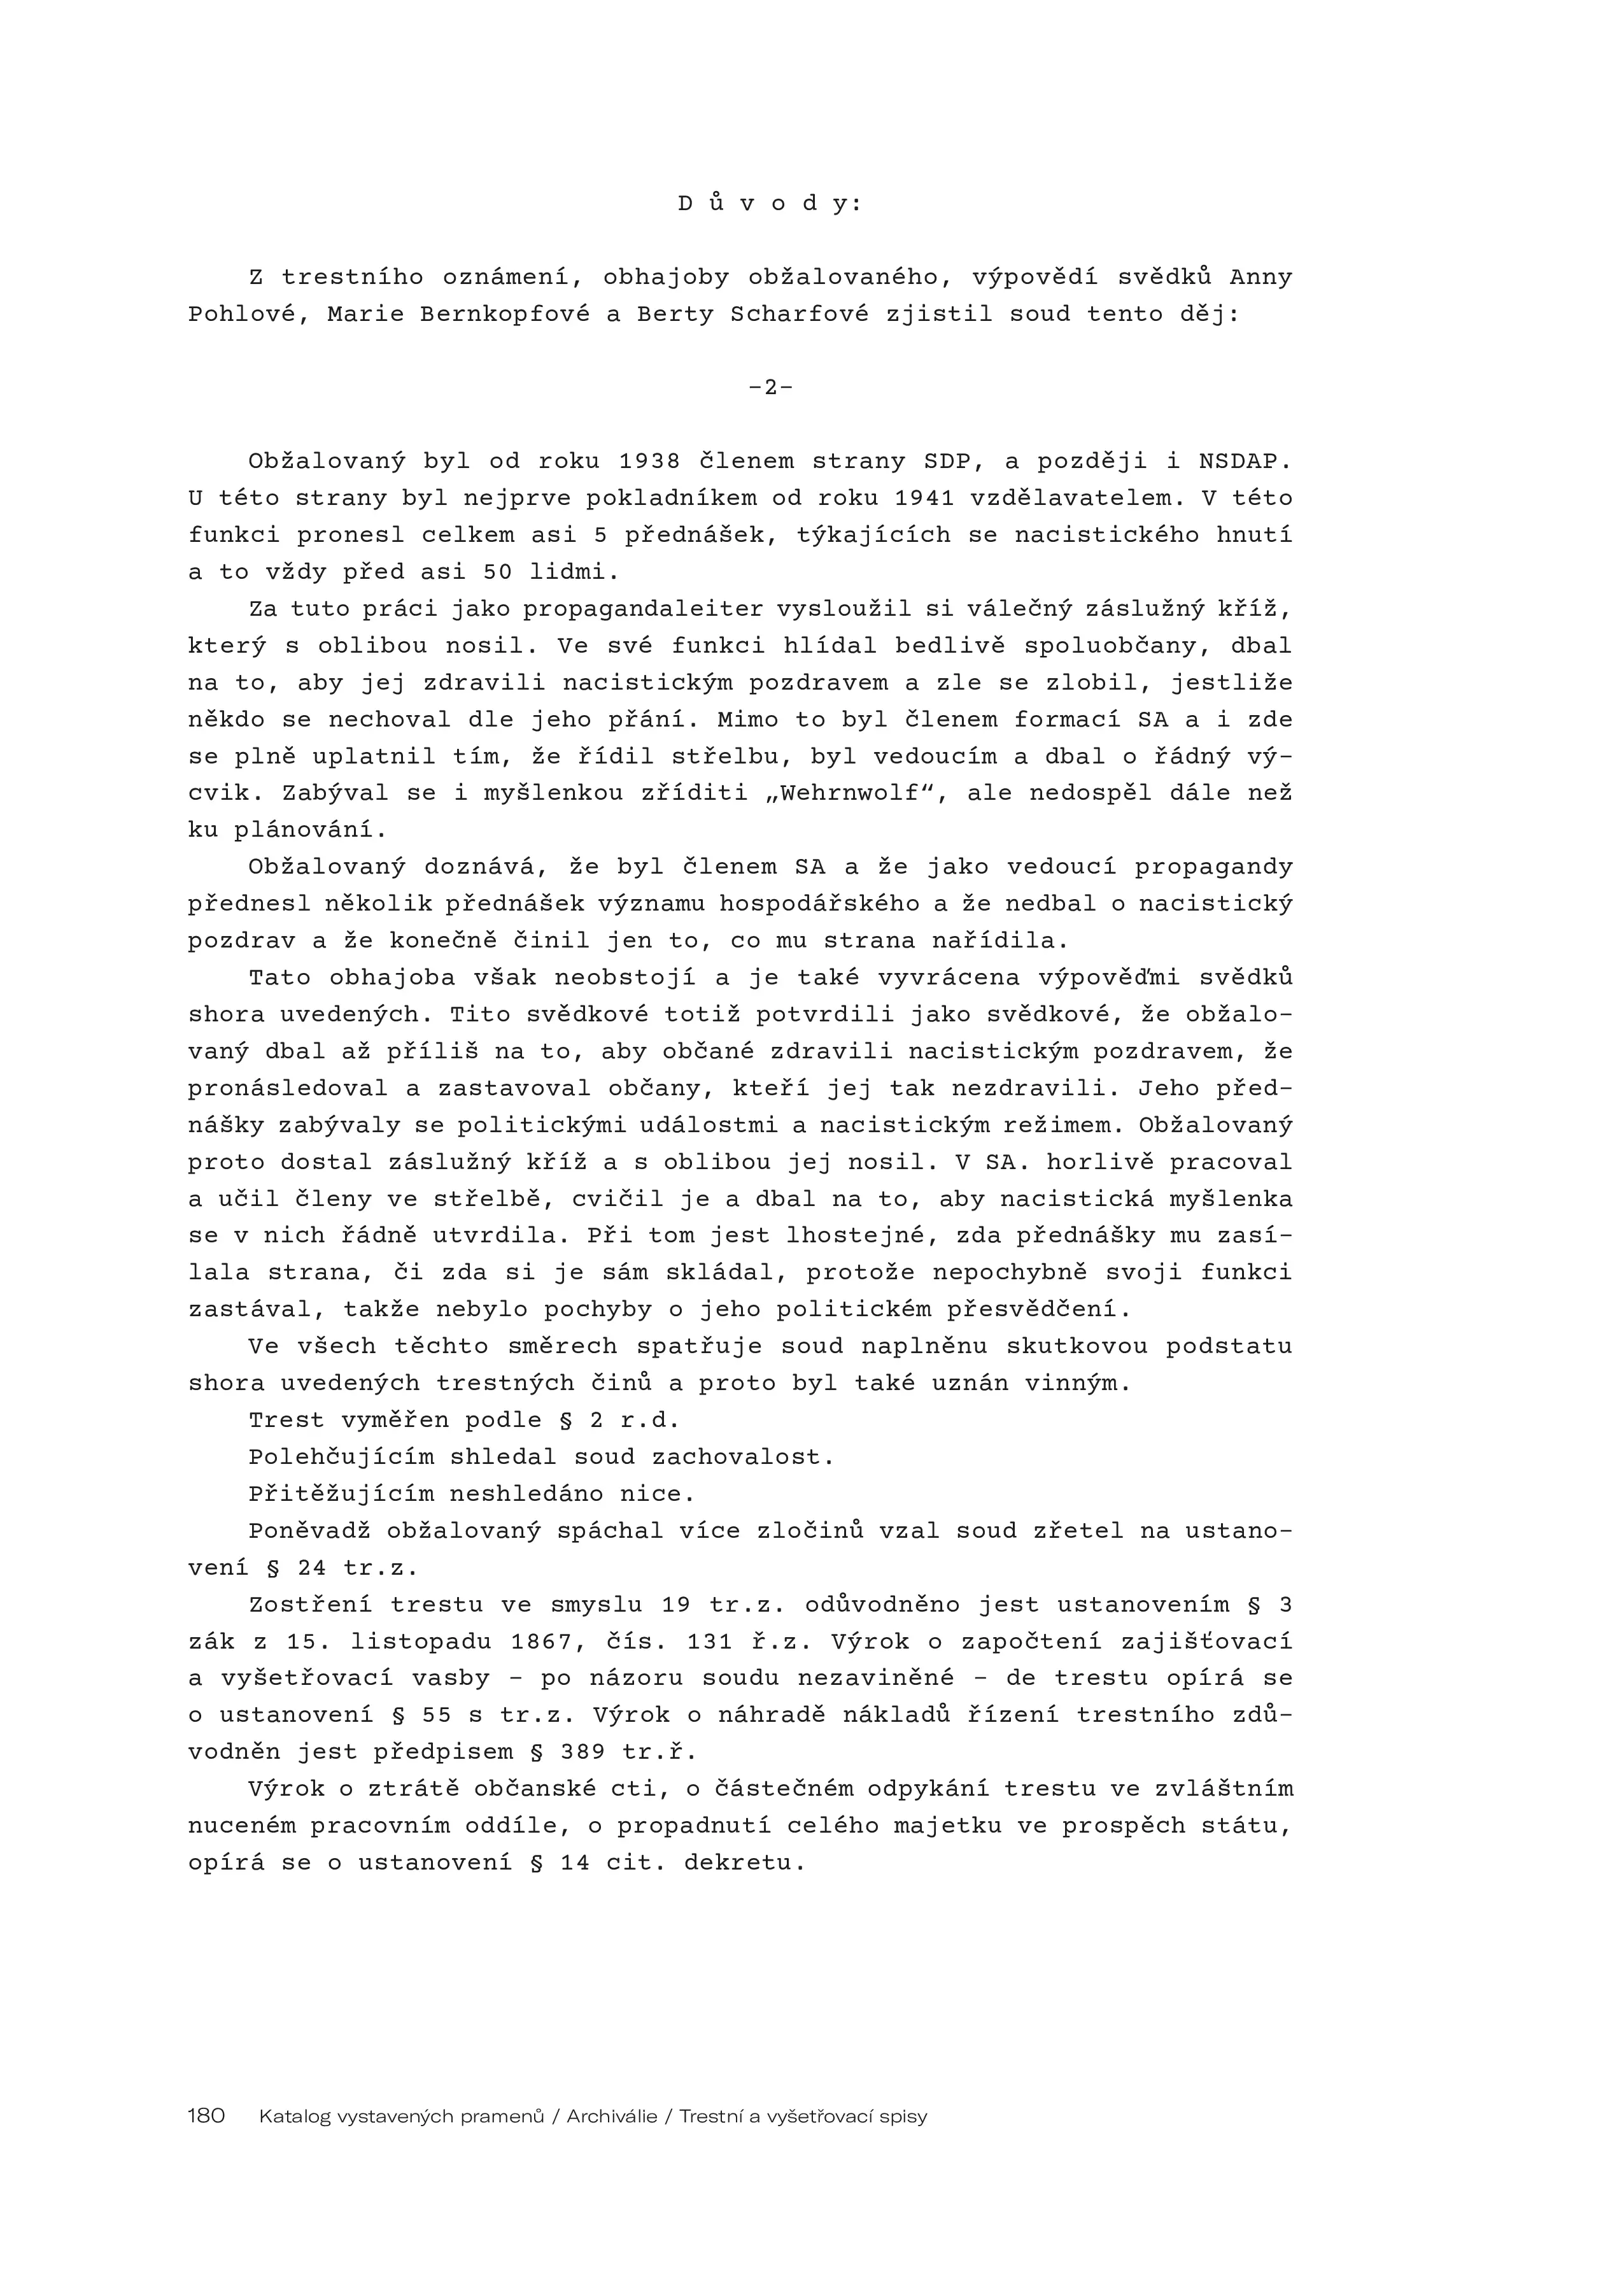 D ů v o d y:
Z trestního oznámení, obhajoby obžalovaného, výpovědí svědků Anny
Pohlové, Marie Bernkopfové a Berty Scharfové zjistil soud tento děj:
–2–
Obžalovaný byl od roku 1938 členem strany SDP, a později i NSDAP.
U této strany byl nejprve pokladníkem od roku 1941 vzdělavatelem. V této
funkci pronesl celkem asi 5 přednášek, týkajících se nacistického hnutí
a to vždy před asi 50 lidmi.
Za tuto práci jako propagandaleiter vysloužil si válečný záslužný kříž,
který s oblibou nosil. Ve své funkci hlídal bedlivě spoluobčany, dbal
na to, aby jej zdravili nacistickým pozdravem a zle se zlobil, jestliže
někdo se nechoval dle jeho přání. Mimo to byl členem formací SA a i zde
se plně uplatnil tím, že řídil střelbu, byl vedoucím a dbal o řádný vý-
cvik. Zabýval se i myšlenkou zříditi „Wehrnwolf“, ale nedospěl dále než
ku plánování.
Obžalovaný doznává, že byl členem SA a že jako vedoucí propagandy
přednesl několik přednášek významu hospodářského a že nedbal o nacistický
pozdrav a že konečně činil jen to, co mu strana nařídila.
Tato obhajoba však neobstojí a je také vyvrácena výpověďmi svědků
shora uvedených. Tito svědkové totiž potvrdili jako svědkové, že obžalo-
vaný dbal až příliš na to, aby občané zdravili nacistickým pozdravem, že
pronásledoval a zastavoval občany, kteří jej tak nezdravili. Jeho před-
nášky zabývaly se politickými událostmi a nacistickým režimem. Obžalovaný
proto dostal záslužný kříž a s oblibou jej nosil. V SA. horlivě pracoval
a učil členy ve střelbě, cvičil je a dbal na to, aby nacistická myšlenka
se v nich řádně utvrdila. Při tom jest lhostejné, zda přednášky mu zasí-
lala strana, či zda si je sám skládal, protože nepochybně svoji funkci
zastával, takže nebylo pochyby o jeho politickém přesvědčení.
Ve všech těchto směrech spatřuje soud naplněnu skutkovou podstatu
shora uvedených trestných činů a proto byl také uznán vinným.
Trest vyměřen podle § 2 r.d.
Polehčujícím shledal soud zachovalost.
Přitěžujícím neshledáno nice.
Poněvadž obžalovaný spáchal více zločinů vzal soud zřetel na ustano-
vení § 24 tr.z.
Zostření trestu ve smyslu 19 tr.z. odůvodněno jest ustanovením § 3
zák z 15. listopadu 1867, čís. 131 ř.z. Výrok o započtení zajišťovací
a vyšetřovací vasby – po názoru soudu nezaviněné – de trestu opírá se
o ustanovení § 55 s tr.z. Výrok o náhradě nákladů řízení trestního zdů-
vodněn jest předpisem § 389 tr.ř.
Výrok o ztrátě občanské cti, o částečném odpykání trestu ve zvláštním
nuceném pracovním oddíle, o propadnutí celého majetku ve prospěch státu,
opírá se o ustanovení § 14 cit. dekretu.
180 Katalog vystavených pramenů / Archiválie / Trestní a vyšetřovací spisy